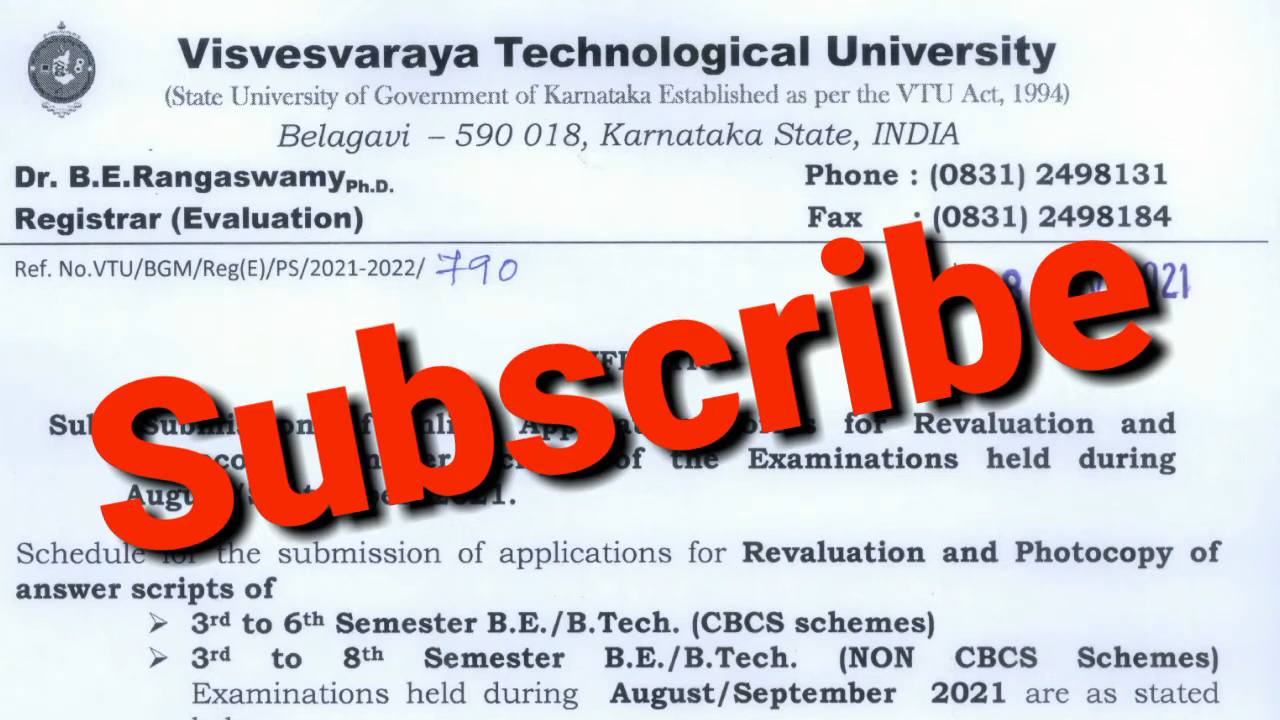 Visvesvaraya Technological University
(State University of Government of Karnataka Established as per the VTU Act, 1994)
Belagavi – 590 018, Karnataka State, INDIA
Dr. B.E.Rangaswamy Ph.D.
Phone : (0831) 2498131
Registrar (Evaluation)
Fax : (0831) 2498184
Ref. No.VTU/BGM/Reg(E)/PS/2021-2022/ 790
Subscribe
for Revaluation and
of the Examinations held during
2021.
Schedule for the submission of applications for Revaluation and Photocopy of
answer scripts of
➢ 3rd to 6th Semester B.E./B.Tech. (CBCS schemes)
➢ 3rd to 8th Semester B.E./B.Tech. (NON CBCS Schemes)
Examinations held during August/September 2021 are as stated